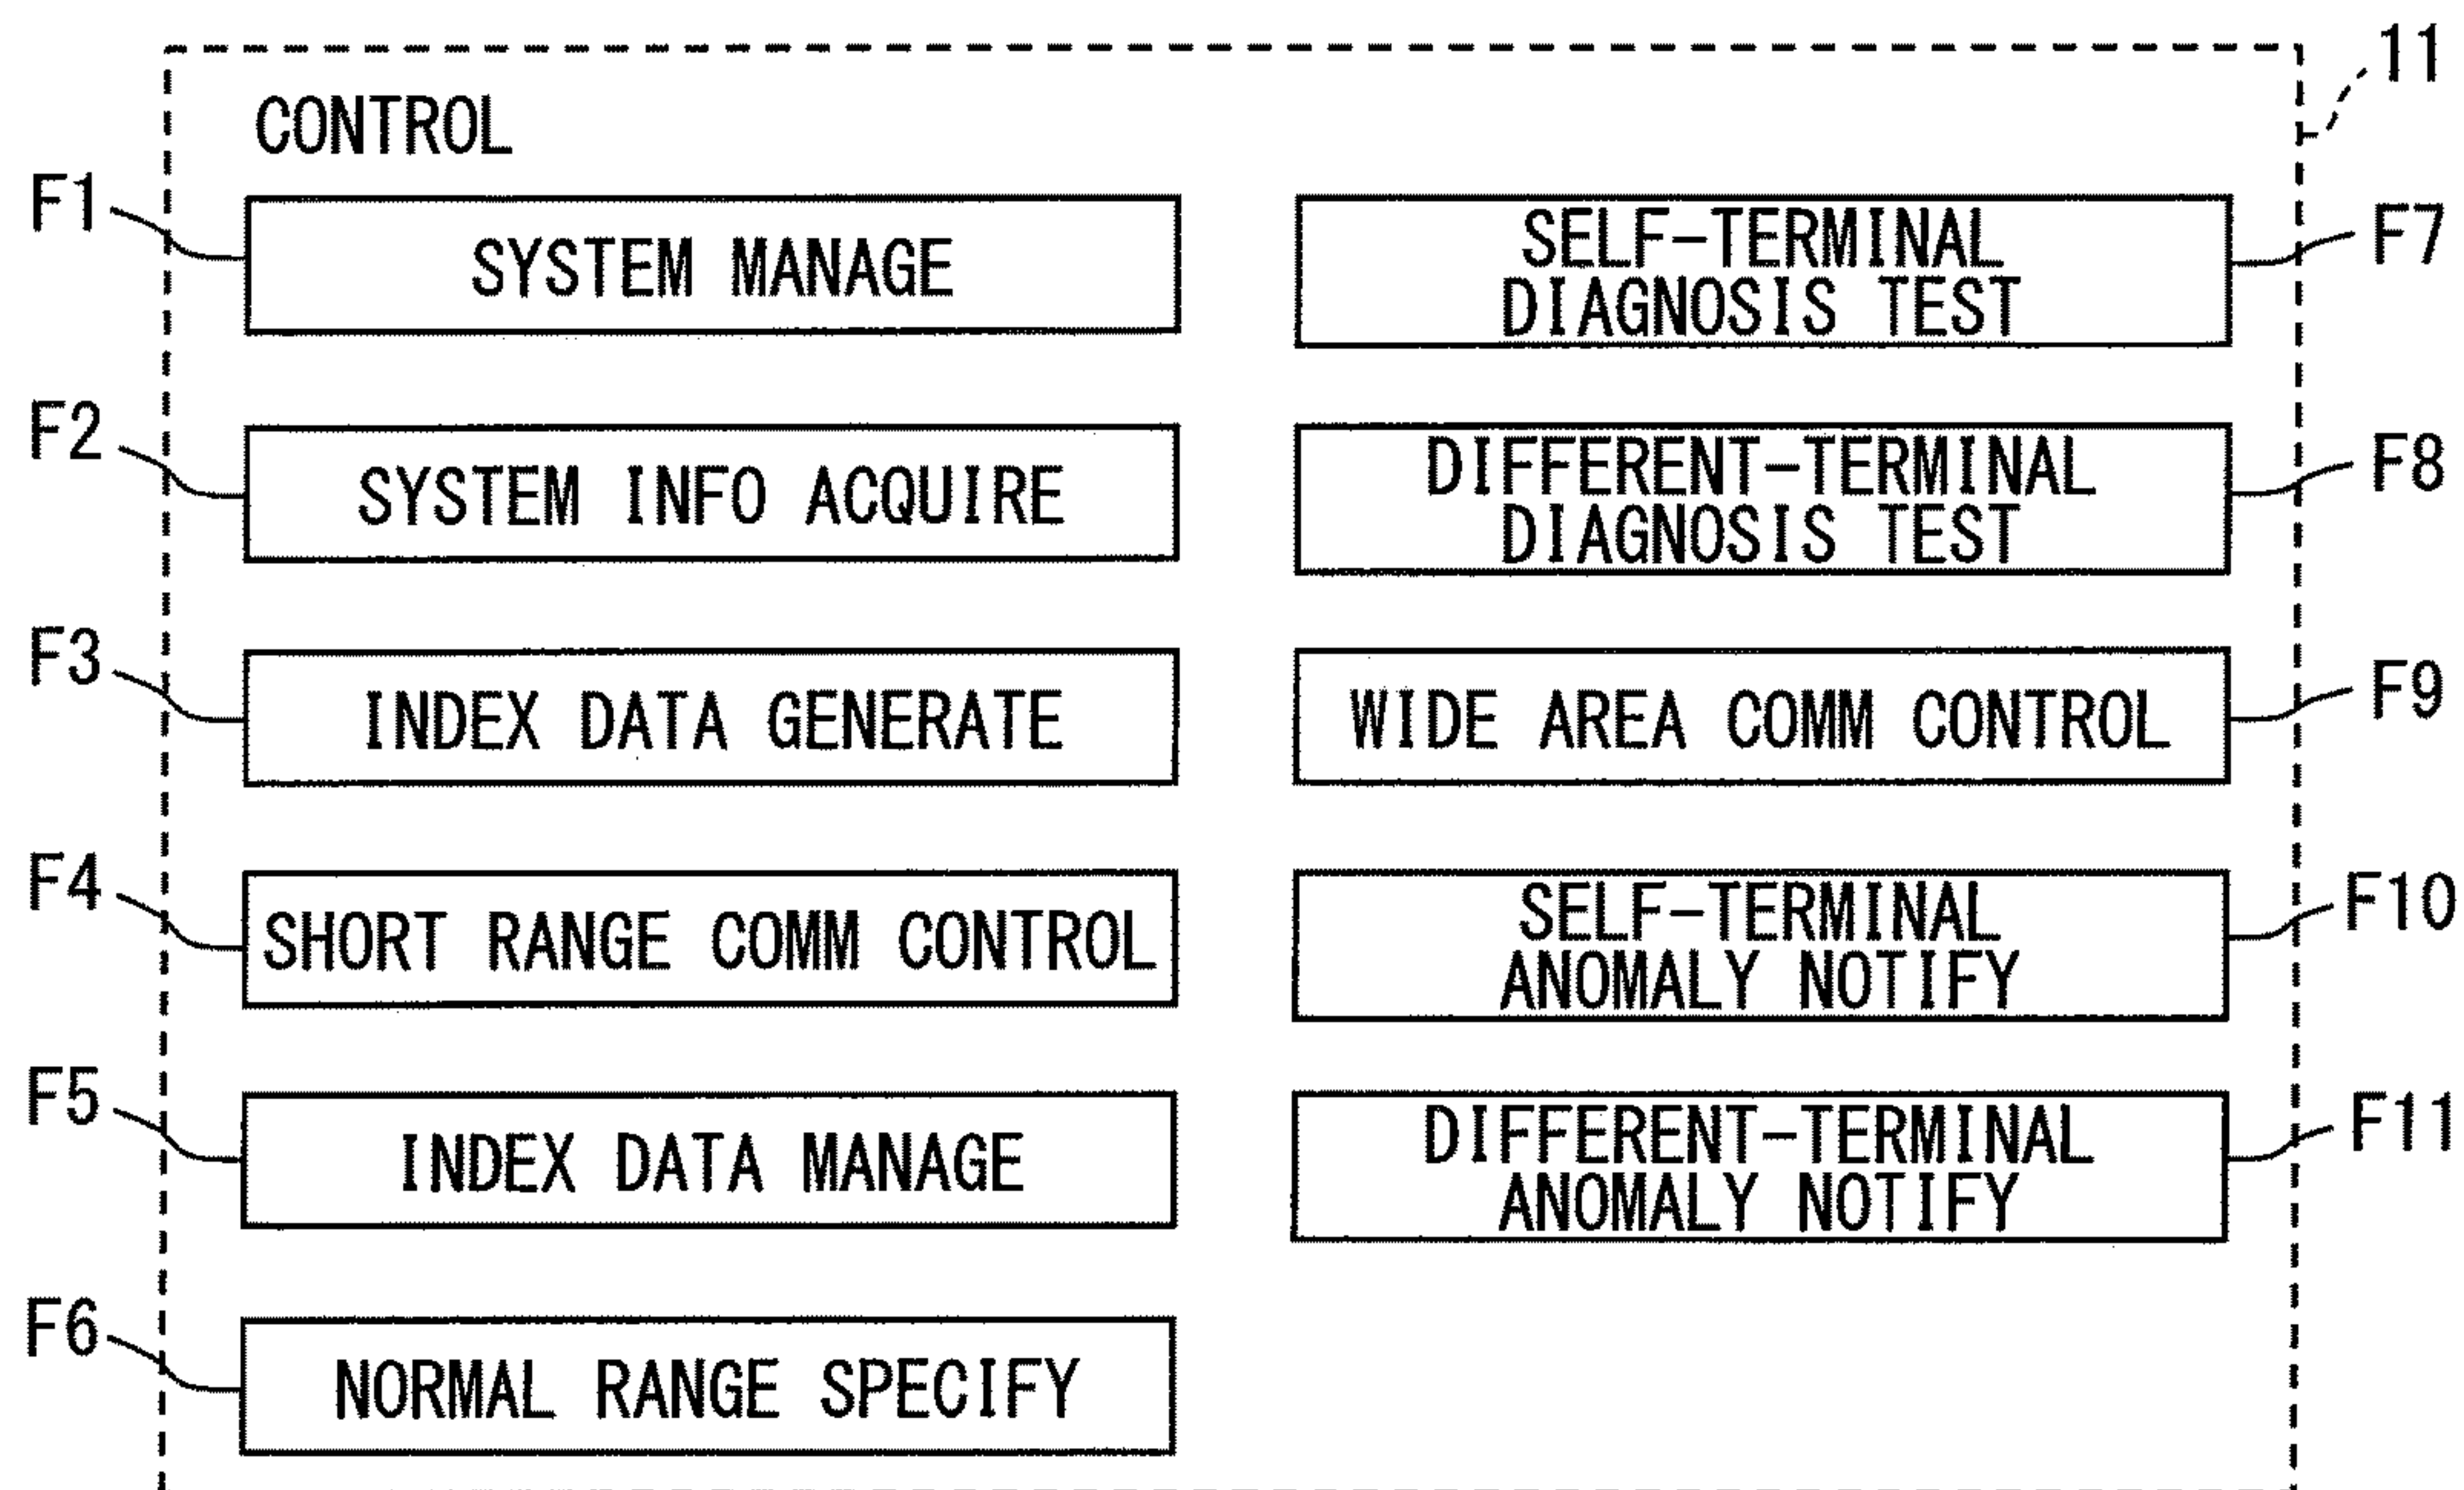 11
CONTROL
F1
SYSTEM MANAGE
F2
SYSTEM INFO ACQUIRE
F3
INDEX DATA GENERATE
F4
SHORT RANGE COMM CONTROL
F5
INDEX DATA MANAGE
F6
NORMAL RANGE SPECIFY
SELF-TERMINAL
DIAGNOSIS TEST
F7
DIFFERENT-TERMINAL
DIAGNOSIS TEST
F8
WIDE AREA COMM CONTROL
F9
SELF-TERMINAL
ANOMALY NOTIFY
F10
DIFFERENT-TERMINAL
ANOMALY NOTIFY
F11